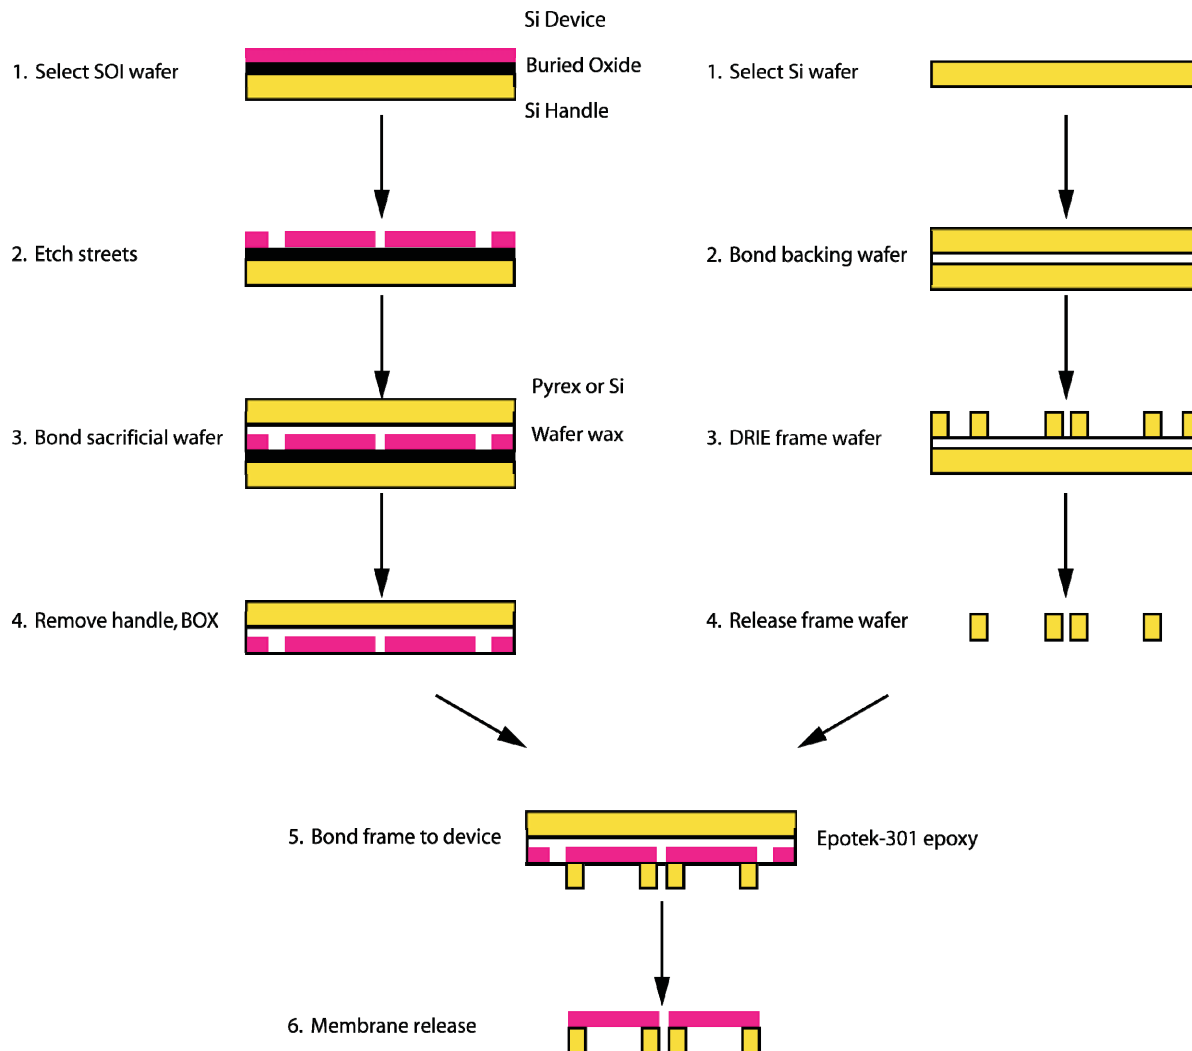 Si Device
1. Select SOI wafer
Buried Oxide
Si Handle
1. Select Si wafer
2. Etch streets
2. Bond backing wafer
Pyrex or Si
3. Bond sacrificial wafer
Wafer wax
3. DRIE frame wafer
4. Remove handle, BOX
4. Release frame wafer
5. Bond frame to device
Epotek-301 epoxy
6. Membrane release